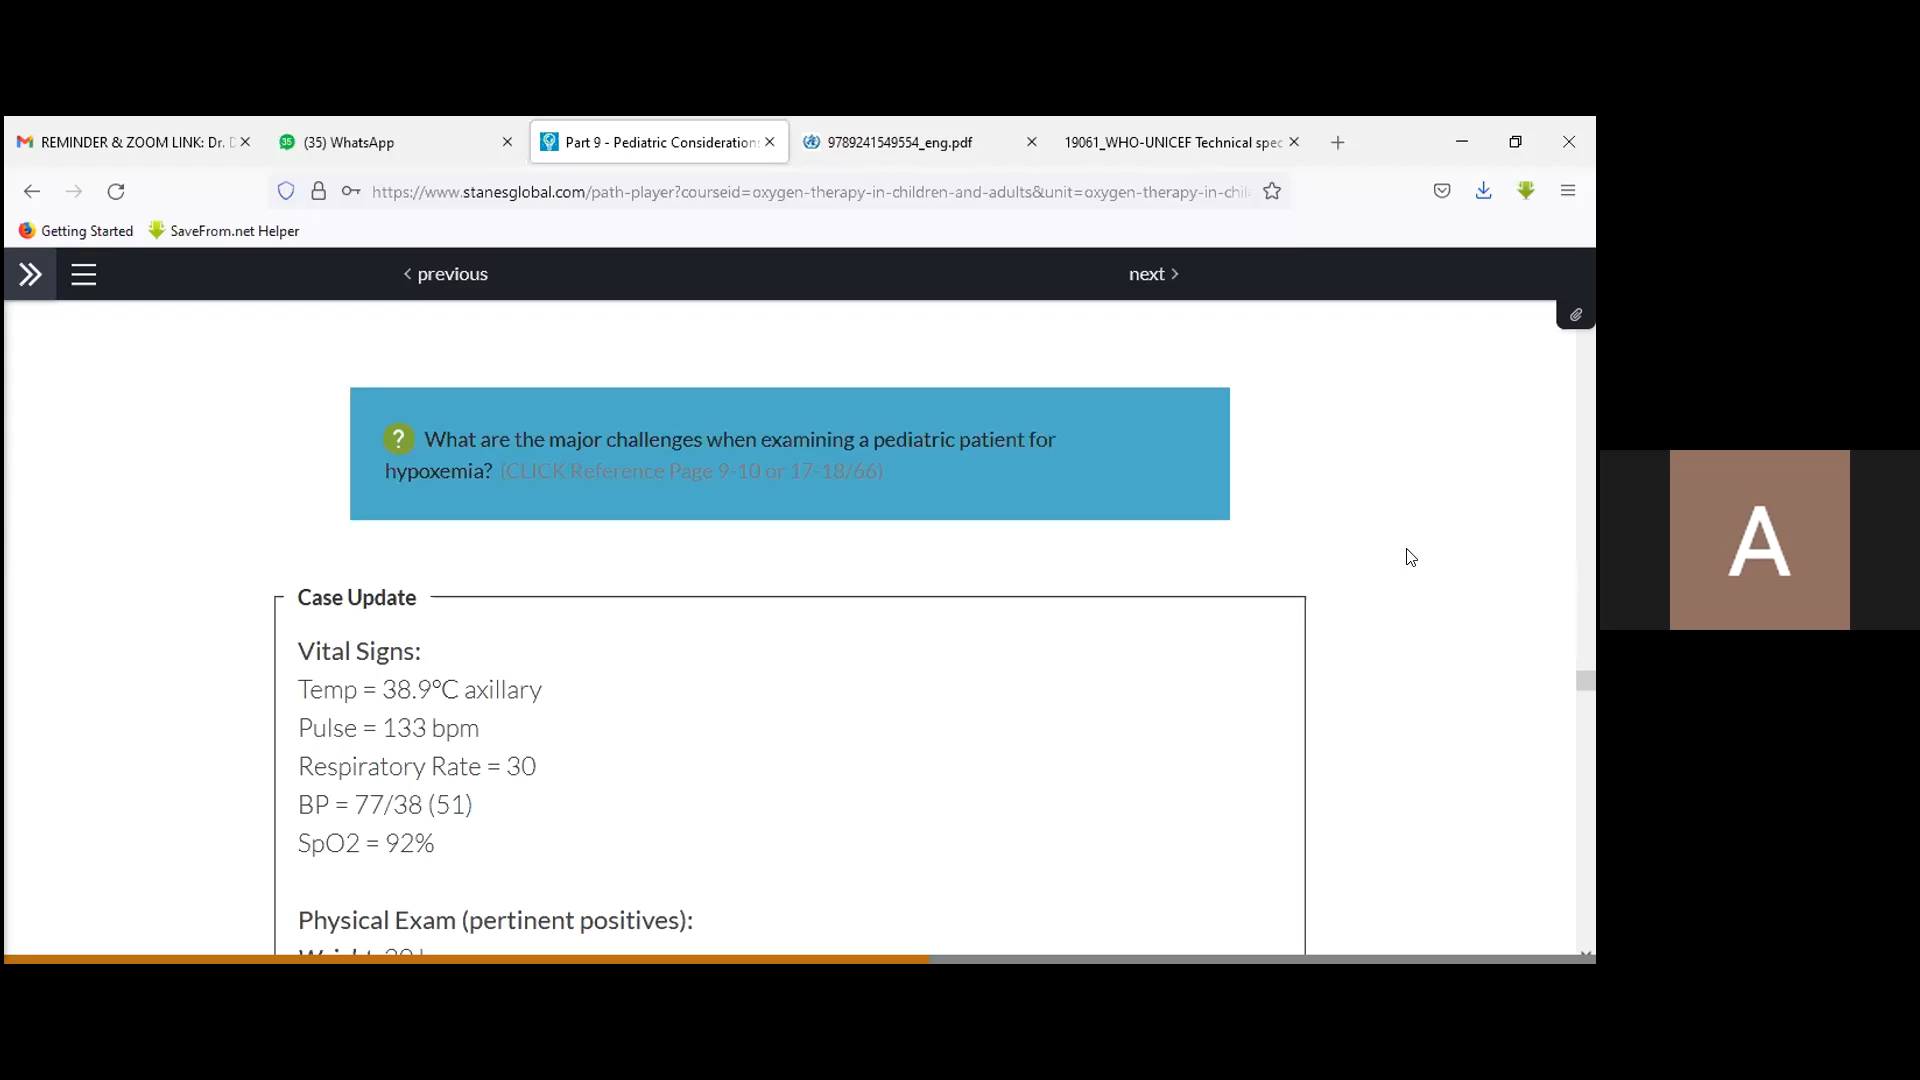 REMINDER & ZOOM LINK: Dr. D
(35) WhatsApp
Part 9 - Pediatric Considerations
9789241549554_eng.pdf
19061_WHO-UNICEF Technical spec
https://www.stanesglobal.com/path-player?courseid=oxygen-therapy-in-children-and-adults&unit=oxygen-therapy-in-chil
Getting Started
SaveFrom.net Helper
< previous
next >
? What are the major challenges when examining a pediatric patient for
hypoxemia? (CLICK Reference Page 9-10 or 17-18/66)
Case Update
Vital Signs:
Temp = 38.9°C axillary
Pulse = 133 bpm
Respiratory Rate = 30
BP = 77/38 (51)
SpO2 = 92%
Physical Exam (pertinent positives):
A